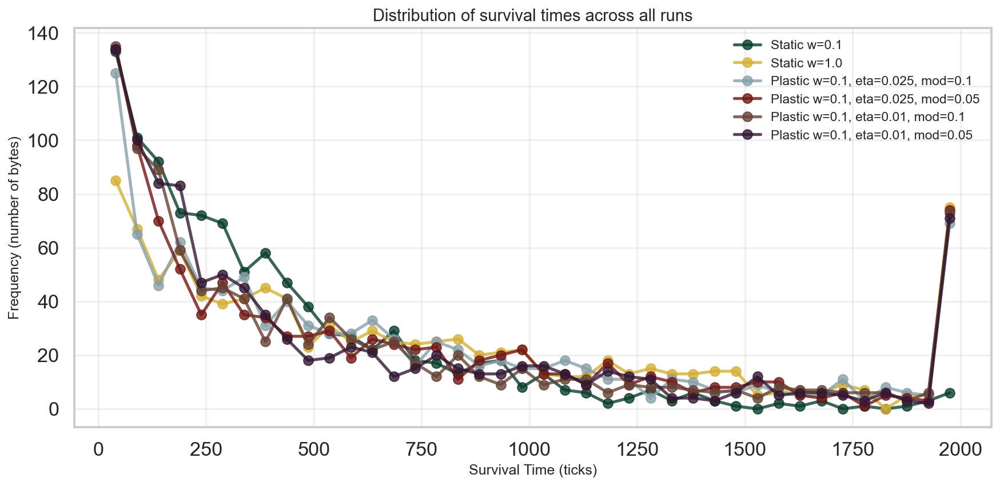 Distribution of survival times across all runs
140
120
100
80
60
40
20
0
Frequency (number of bytes)
Static w=0.1
Static w=1.0
Plastic w=0.1, eta=0.025, mod=0.1
Plastic w=0.1, eta=0.025, mod=0.05
Plastic w=0.1, eta=0.01, mod=0.1
Plastic w=0.1, eta=0.01, mod=0.05
0 250 500 750 1000 1250 1500 1750 2000
Survival Time (ticks)